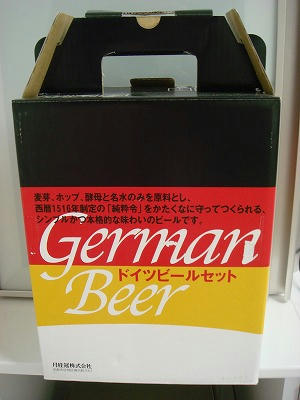 麦芽、ホップ、酵母と名水のみを原料とし、
西暦1516年制定の「純粋令」をかたくなに守ってつくられる、
シンプルかつ本格的な味わいのビールです。
German
ドイツビールセット
Beer
月桂冠株式会社